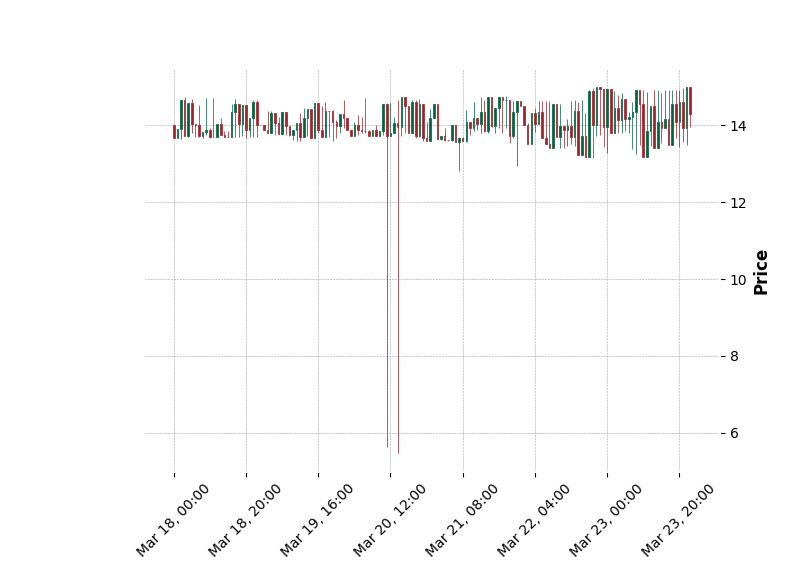 14
12
10
8
6
Price
Mar 18, 00:00
Mar 18, 20:00
Mar 19, 16:00
Mar 20, 12:00
Mar 21, 08:00
Mar 22, 04:00
Mar 23, 00:00
Mar 23, 20:00